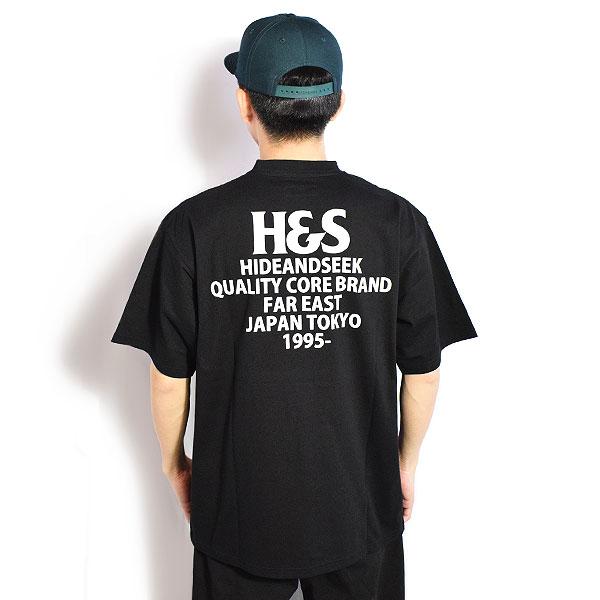 H&S
HIDEANDSEEK
QUALITY CORE BRAND
FAR EAST
JAPAN TOKYO
1995-